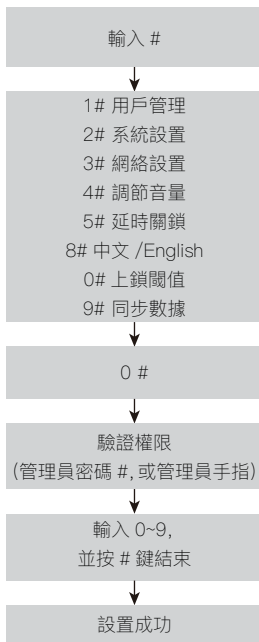 輸入 #
1# 用戶管理
2# 系統設置
3# 網絡設置
4# 調節音量
5# 延時關鎖
8# 中文 /English
0# 上鎖閾值
9# 同步數據
0 #
驗證權限
(管理員密碼 #, 或管理員手指)
輸入 0~9,
並按 # 鍵結束
設置成功